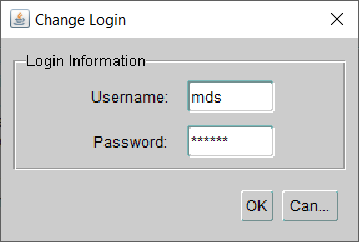 Change Login
Login Information
Username: mds
Password: ******
OK Can...